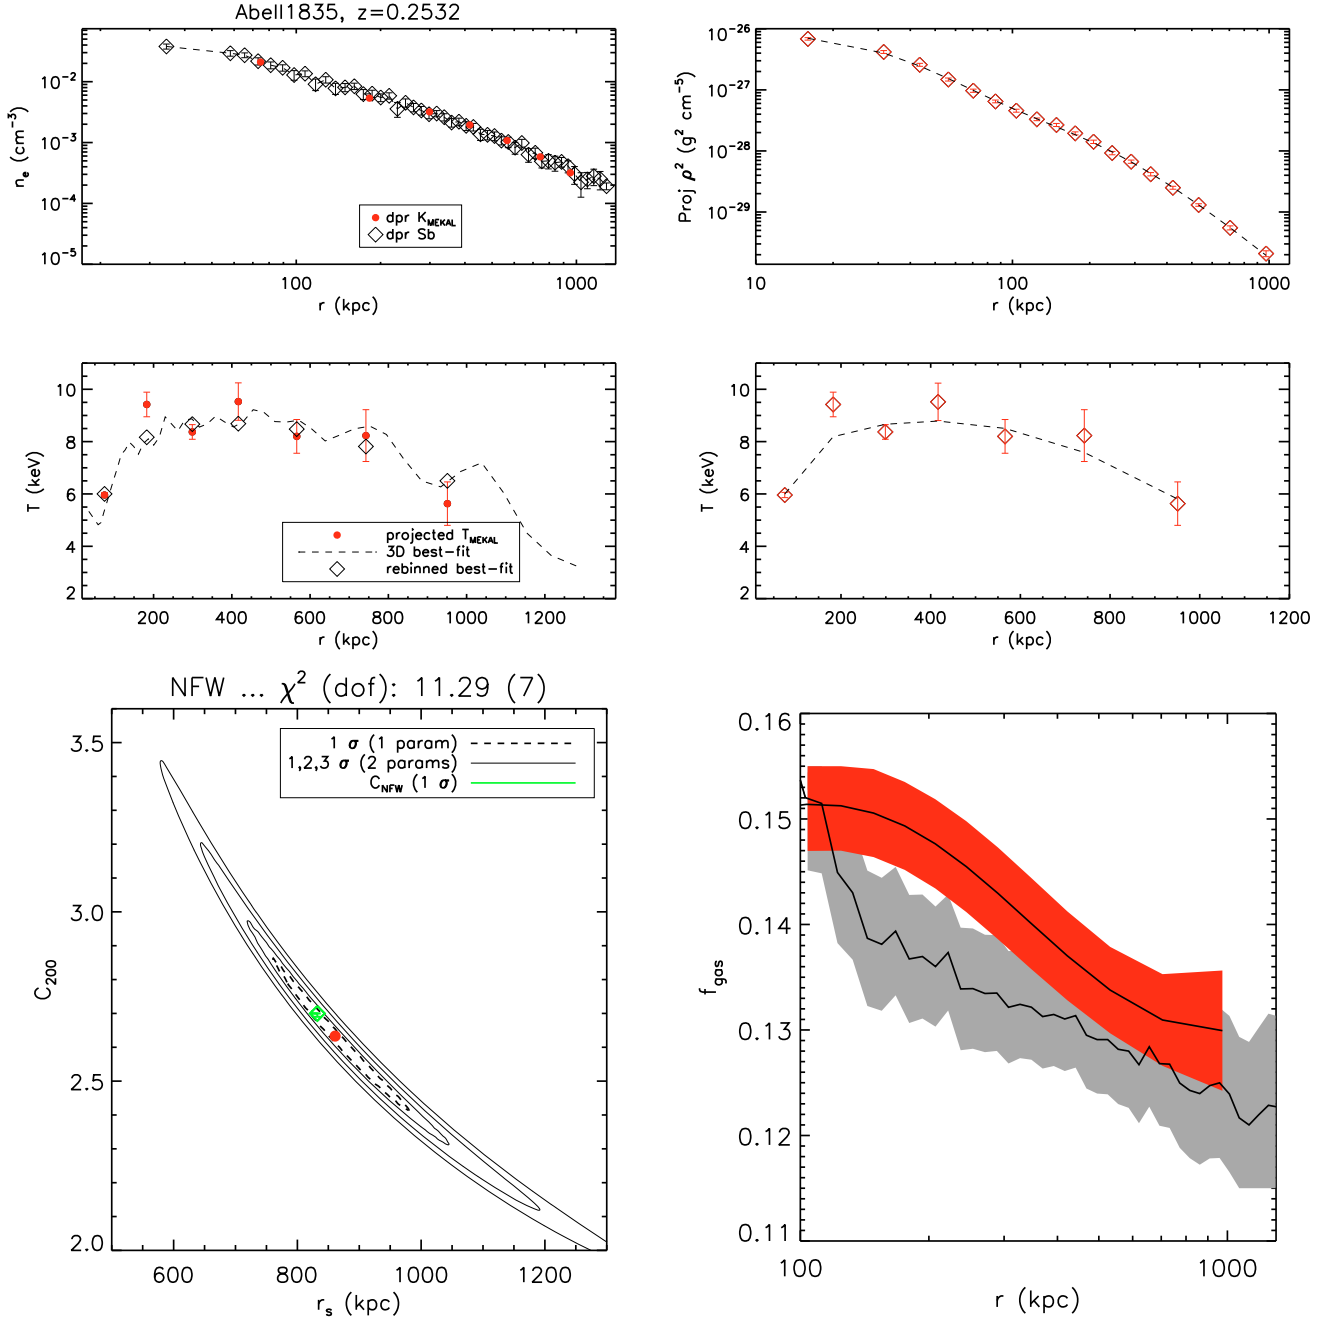 Abell1835, z=0.2532
n_e (cm^−3)
10^−2
10^−3
10^−4
10^−5
dpr K_MEKAL
dpr Sb
100 1000
r (kpc)
Proj ρ^2 (g^2 cm^−5)
10^−26
10^−27
10^−28
10^−29
10 100 1000
r (kpc)
T (keV)
10
8
6
4
2
projected T_MEKAL
3D best−fit
rebinned best−fit
200 400 600 800 1000 1200
r (kpc)
T (keV)
10
8
6
4
2
200 400 600 800 1000 1200
r (kpc)
NFW ... χ^2 (dof): 11.29 (7)
1 σ (1 param)
1,2,3 σ (2 params)
C_NFW (1 σ)
C_200
3.5
3.0
2.5
2.0
600 800 1000 1200
r_s (kpc)
f_gas
0.16
0.15
0.14
0.13
0.12
0.11
100 1000
r (kpc)